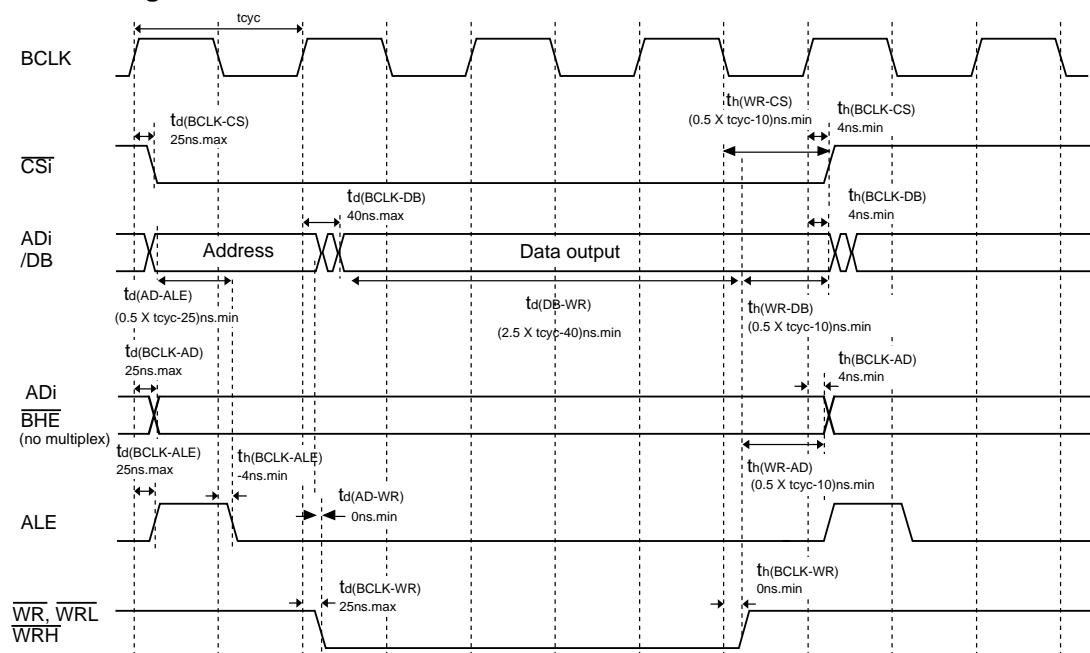 tcyc
BCLK
td(BCLK-CS)
25ns.max
th(WR-CS)
(0.5 X tcyc-10)ns.min
th(BCLK-CS)
4ns.min
CSi
td(BCLK-DB)
40ns.max
th(BCLK-DB)
4ns.min
ADi
/DB
Address
Data output
td(AD-ALE)
(0.5 X tcyc-25)ns.min
td(DB-WR)
(2.5 X tcyc-40)ns.min
th(WR-DB)
(0.5 X tcyc-10)ns.min
td(BCLK-AD)
25ns.max
th(BCLK-AD)
4ns.min
ADi
BHE
(no multiplex)
td(BCLK-ALE)
25ns.max
th(BCLK-ALE)
-4ns.min
th(WR-AD)
(0.5 X tcyc-10)ns.min
td(AD-WR)
0ns.min
ALE
td(BCLK-WR)
25ns.max
th(BCLK-WR)
0ns.min
WR, WRL
WRH